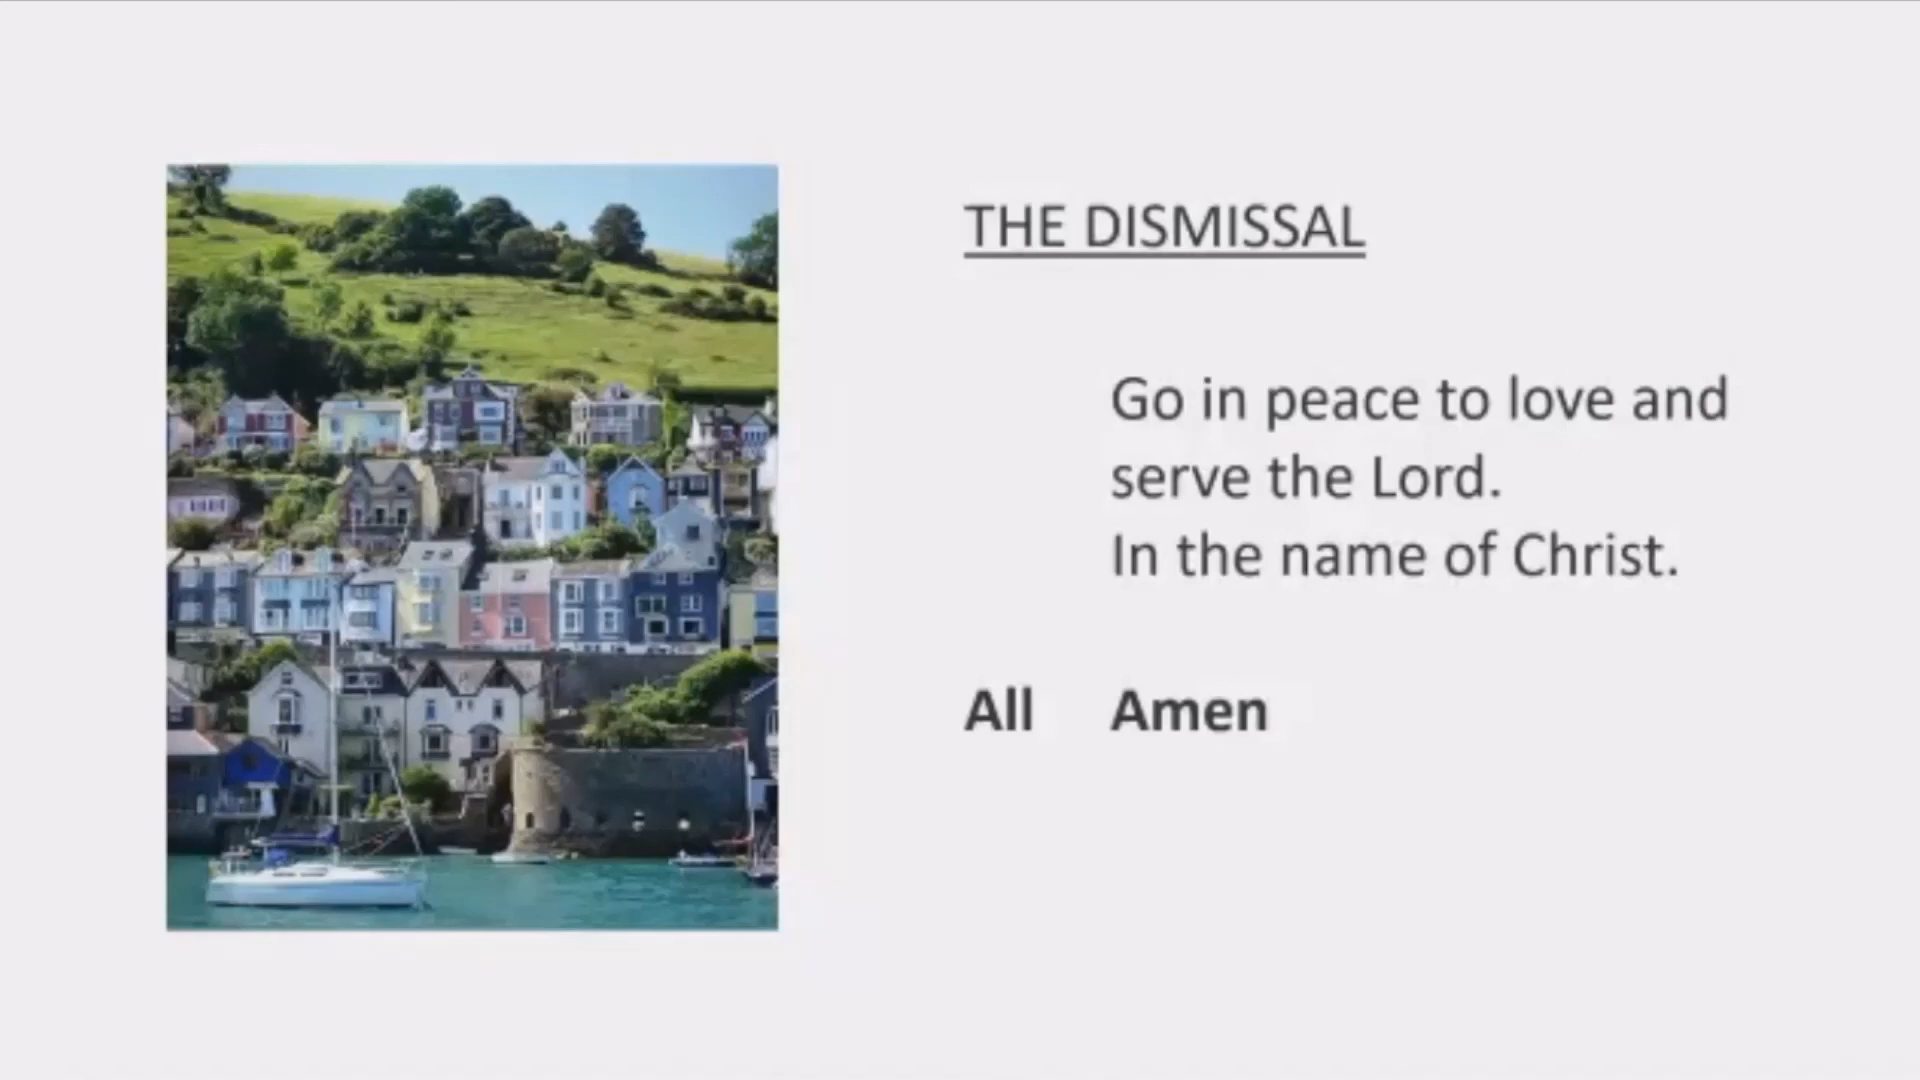 THE DISMISSAL
Go in peace to love and
serve the Lord.
In the name of Christ.
All Amen